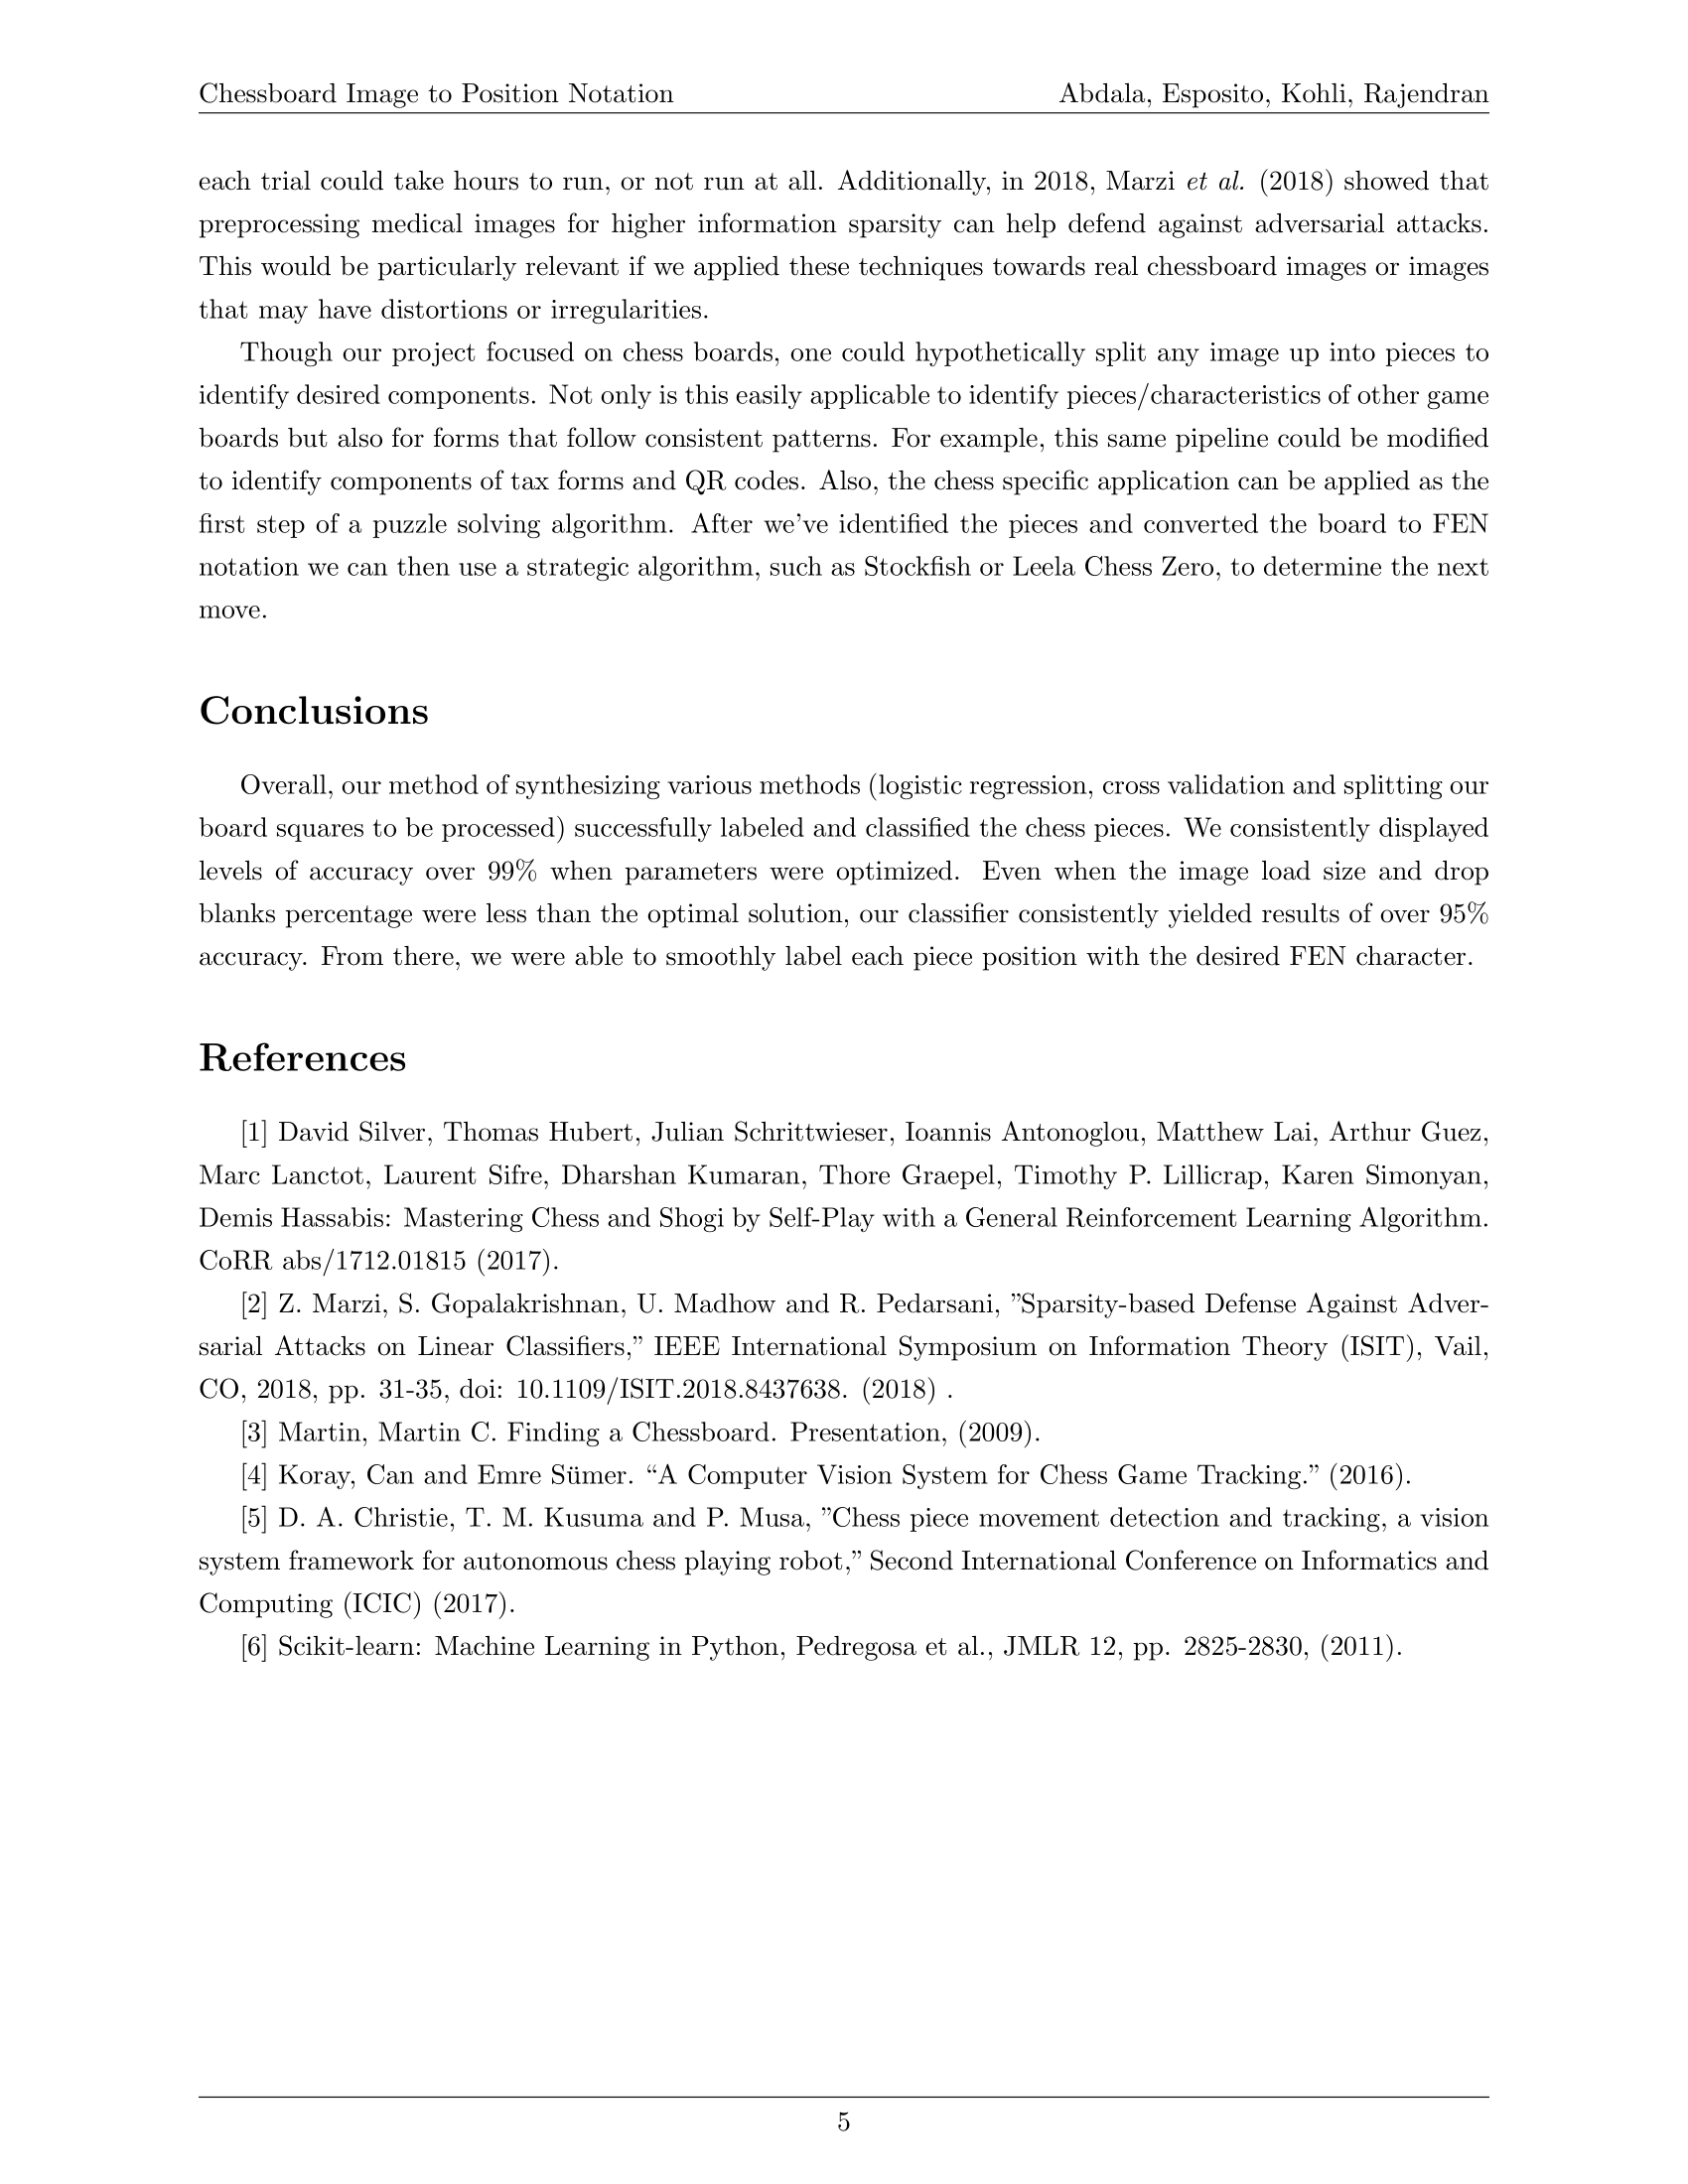 Chessboard Image to Position Notation Abdala, Esposito, Kohli, Rajendran
each trial could take hours to run, or not run at all. Additionally, in 2018, Marzi et al. (2018) showed that
preprocessing medical images for higher information sparsity can help defend against adversarial attacks.
This would be particularly relevant if we applied these techniques towards real chessboard images or images
that may have distortions or irregularities.
Though our project focused on chess boards, one could hypothetically split any image up into pieces to
identify desired components. Not only is this easily applicable to identify pieces/characteristics of other game
boards but also for forms that follow consistent patterns. For example, this same pipeline could be modified
to identify components of tax forms and QR codes. Also, the chess specific application can be applied as the
first step of a puzzle solving algorithm. After we've identified the pieces and converted the board to FEN
notation we can then use a strategic algorithm, such as Stockfish or Leela Chess Zero, to determine the next
move.
Conclusions
Overall, our method of synthesizing various methods (logistic regression, cross validation and splitting our
board squares to be processed) successfully labeled and classified the chess pieces. We consistently displayed
levels of accuracy over 99% when parameters were optimized. Even when the image load size and drop
blanks percentage were less than the optimal solution, our classifier consistently yielded results of over 95%
accuracy. From there, we were able to smoothly label each piece position with the desired FEN character.
References
[1] David Silver, Thomas Hubert, Julian Schrittwieser, Ioannis Antonoglou, Matthew Lai, Arthur Guez,
Marc Lanctot, Laurent Sifre, Dharshan Kumaran, Thore Graepel, Timothy P. Lillicrap, Karen Simonyan,
Demis Hassabis: Mastering Chess and Shogi by Self-Play with a General Reinforcement Learning Algorithm.
CoRR abs/1712.01815 (2017).
[2] Z. Marzi, S. Gopalakrishnan, U. Madhow and R. Pedarsani, ”Sparsity-based Defense Against Adver-
sarial Attacks on Linear Classifiers,” IEEE International Symposium on Information Theory (ISIT), Vail,
CO, 2018, pp. 31-35, doi: 10.1109/ISIT.2018.8437638. (2018) .
[3] Martin, Martin C. Finding a Chessboard. Presentation, (2009).
[4] Koray, Can and Emre Sümer. “A Computer Vision System for Chess Game Tracking.” (2016).
[5] D. A. Christie, T. M. Kusuma and P. Musa, ”Chess piece movement detection and tracking, a vision
system framework for autonomous chess playing robot,” Second International Conference on Informatics and
Computing (ICIC) (2017).
[6] Scikit-learn: Machine Learning in Python, Pedregosa et al., JMLR 12, pp. 2825-2830, (2011).
5